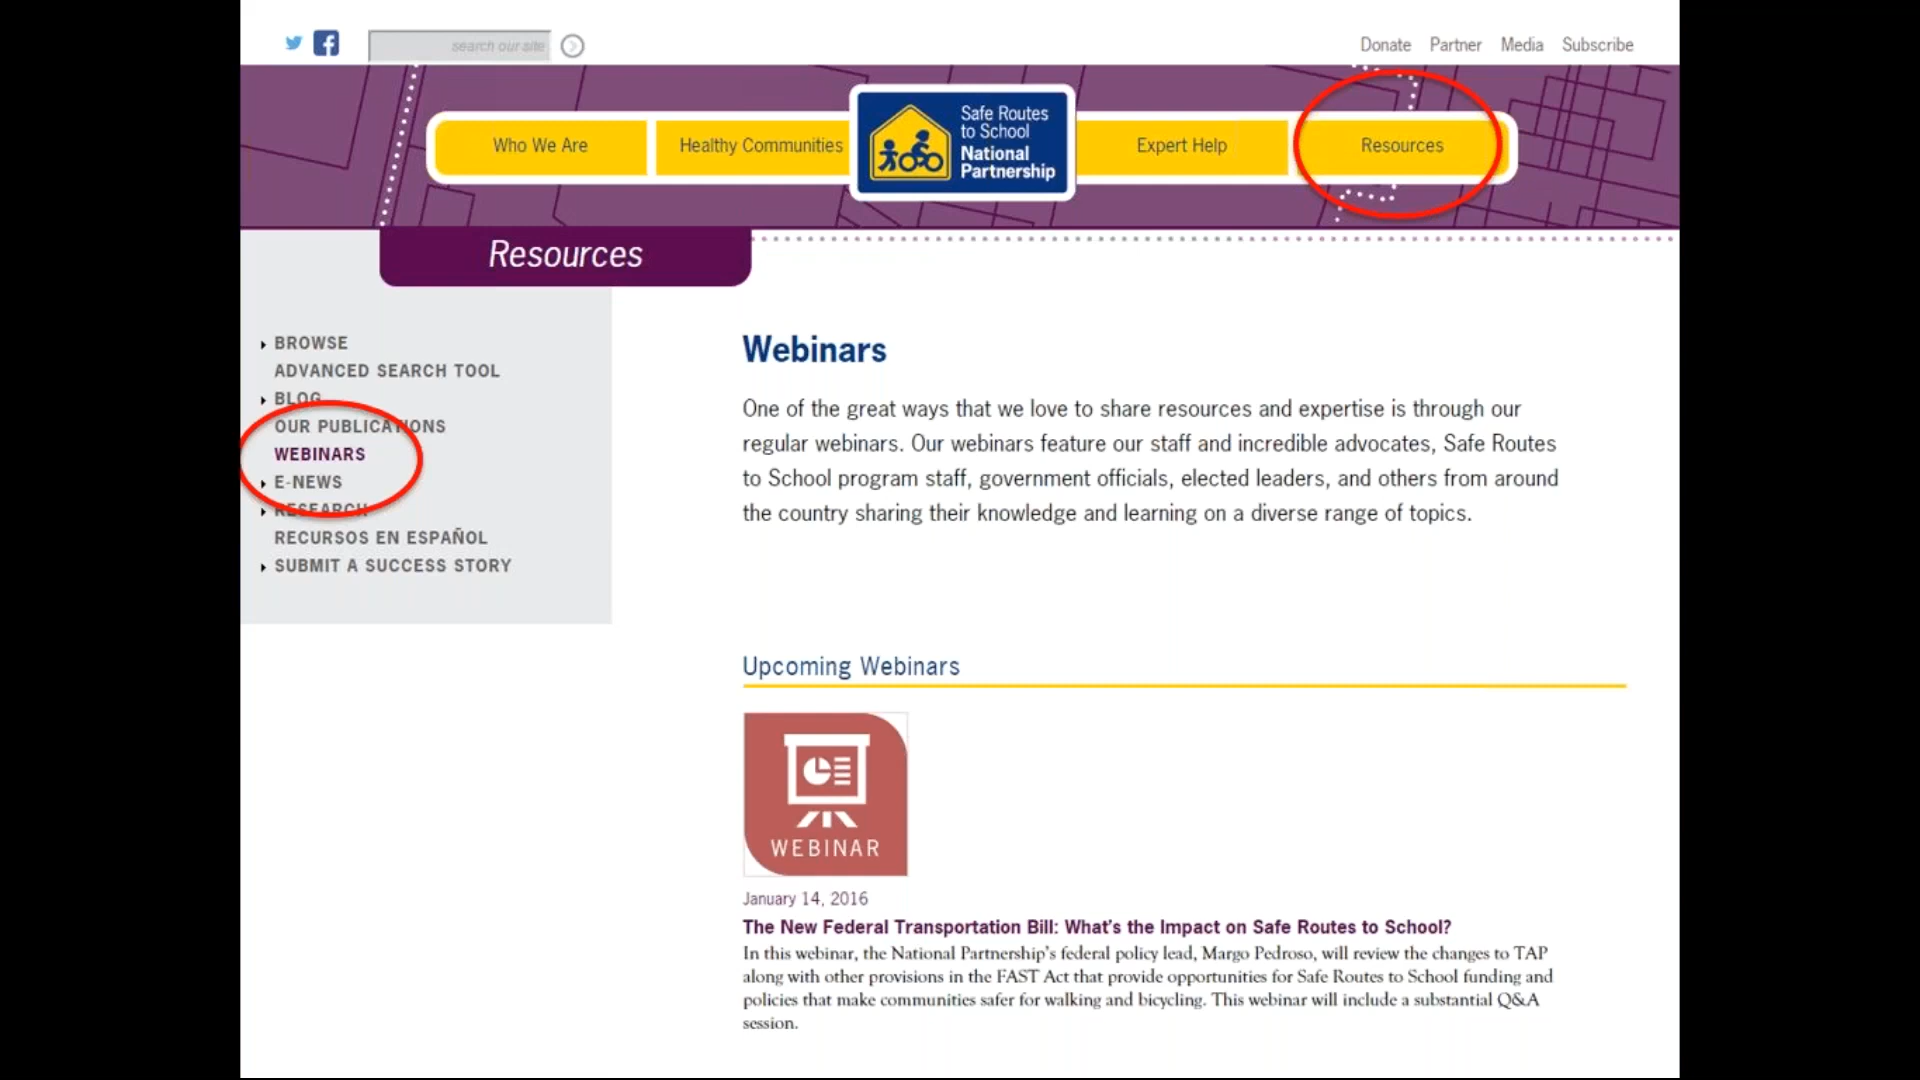 search our site
Donate Partner Media Subscribe
Who We Are
Healthy Communities
Safe Routes
to School
National
Partnership
Expert Help
Resources
Resources
BROWSE
ADVANCED SEARCH TOOL
BLOG
OUR PUBLICATIONS
WEBINARS
E-NEWS
RESEARCH
RECURSOS EN ESPAÑOL
SUBMIT A SUCCESS STORY
Webinars
One of the great ways that we love to share resources and expertise is through our
regular webinars. Our webinars feature our staff and incredible advocates, Safe Routes
to School program staff, government officials, elected leaders, and others from around
the country sharing their knowledge and learning on a diverse range of topics.
Upcoming Webinars
WEBINAR
January 14, 2016
The New Federal Transportation Bill: What's the Impact on Safe Routes to School?
In this webinar, the National Partnership's federal policy lead, Margo Pedroso, will review the changes to TAP
along with other provisions in the FAST Act that provide opportunities for Safe Routes to School funding and
policies that make communities safer for walking and bicycling. This webinar will include a substantial Q&A
session.